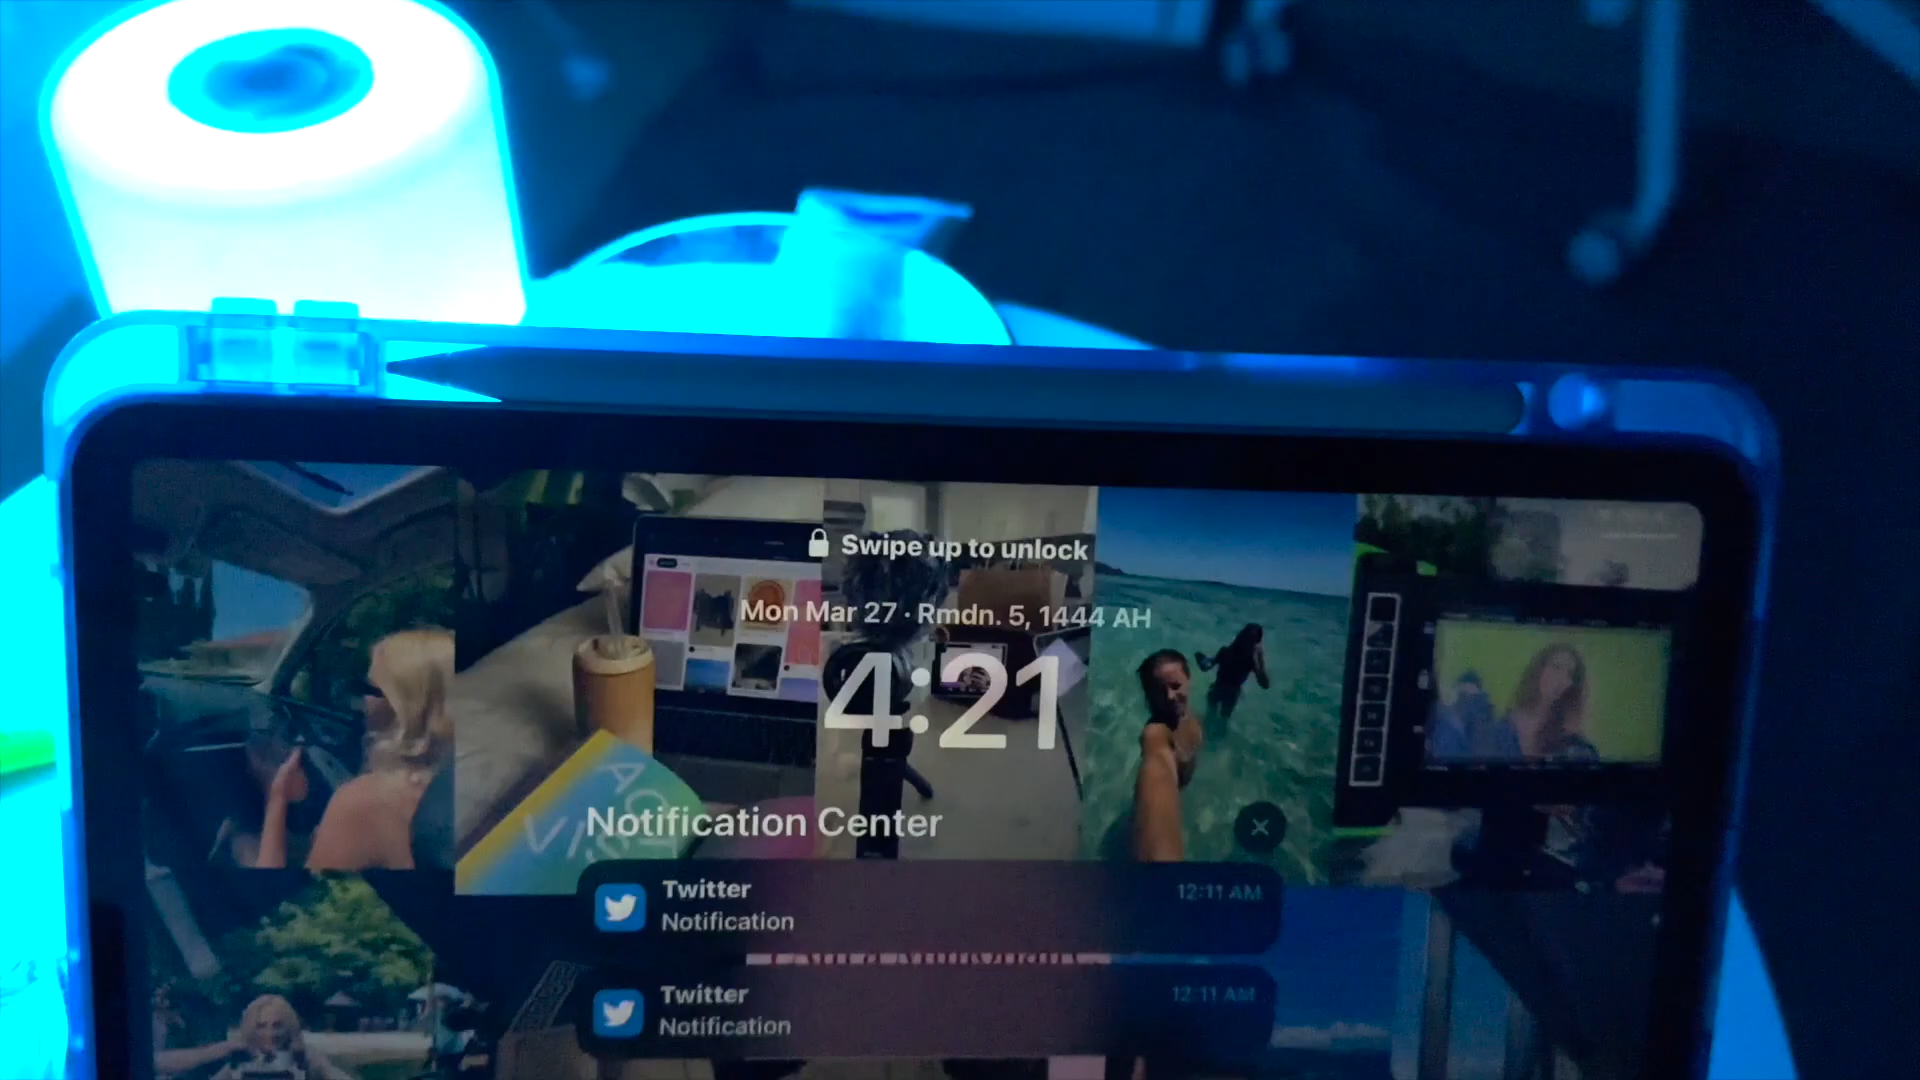 Swipe up to unlock
Mon Mar 27 · Rmdn. 5, 1444 AH
4:21
Notification Center
Twitter
12:11 AM
Notification
Twitter
12:11 AM
Notification